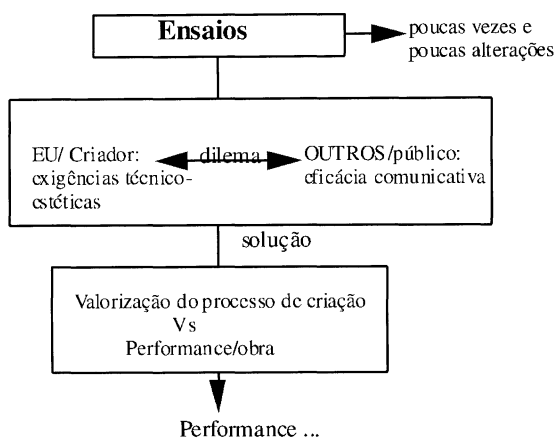 Ensaios
poucas vezes e
poucas alterações
EU/ Criador:
exigências técnico-
estéticas
dilema
OUTROS/público:
eficácia comunicativa
solução
Valorização do processo de criação
Vs
Performance/obra
Performance ...